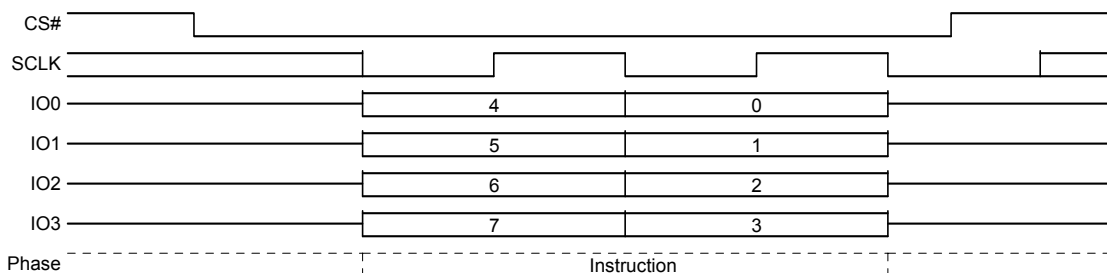 CS#
SCLK
IO0 4 0
IO1 5 1
IO2 6 2
IO3 7 3
Phase Instruction